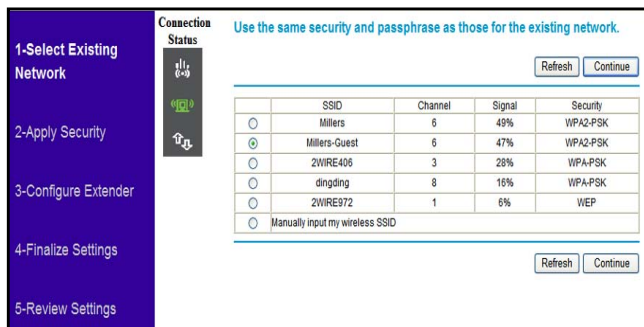 1-Select Existing
Network
2-Apply Security
3-Configure Extender
4-Finalize Settings
5-Review Settings
Connection
Status
Use the same security and passphrase as those for the existing network.
Refresh Continue
SSID Channel Signal Security
Millers 6 49% WPA2-PSK
Millers-Guest 6 47% WPA2-PSK
2WIRE406 3 28% WPA-PSK
dingding 8 16% WPA-PSK
2WIRE972 1 6% WEP
Manually input my wireless SSID
Refresh Continue